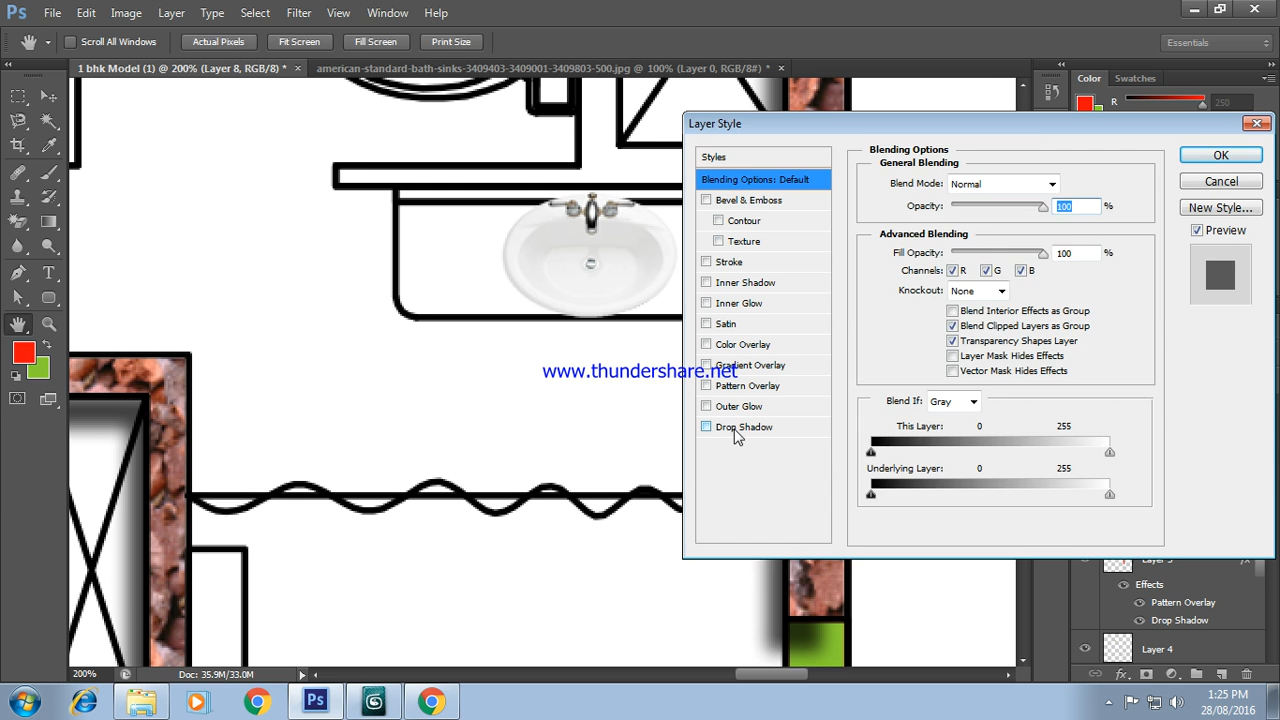 Ps File Edit Image Layer Type Select Filter View Window Help
Scroll All Windows Actual Pixels Fit Screen Fill Screen Print Size Essentials
1 bhk Model (1) @ 200% (Layer 8, RGB/8) * × american-standard-bath-sinks-3409403-3409001-3409803-500.jpg @ 100% (Layer 0, RGB/8#) * ×
Color Swatches
R 250
Layer Style
Styles
Blending Options: Default
Bevel & Emboss
Contour
Texture
Stroke
Inner Shadow
Inner Glow
Satin
Color Overlay
Gradient Overlay
Pattern Overlay
Outer Glow
Drop Shadow
Blending Options
General Blending
Blend Mode: Normal
Opacity: 100 %
Advanced Blending
Fill Opacity: 100 %
Channels: R G B
Knockout: None
Blend Interior Effects as Group
Blend Clipped Layers as Group
Transparency Shapes Layer
Layer Mask Hides Effects
Vector Mask Hides Effects
Blend If: Gray
This Layer: 0 255
Underlying Layer: 0 255
OK
Cancel
New Style...
Preview
www.thundershare.net
Effects
Pattern Overlay
Drop Shadow
Layer 4
200% Doc: 35.9M/33.0M
Ps
1:25 PM
28/08/2016